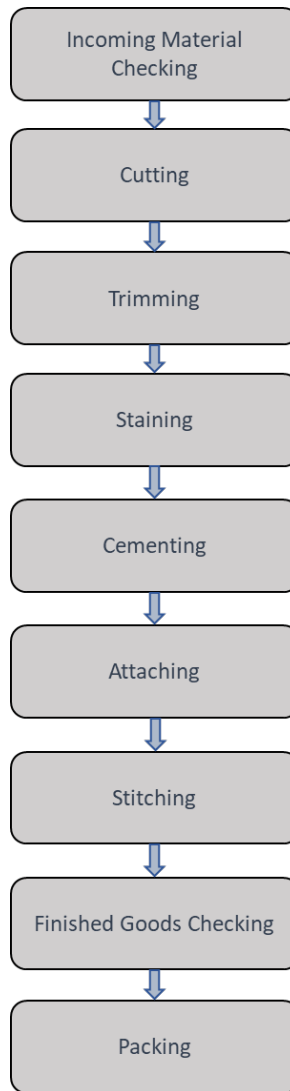 Incoming Material
Checking
Cutting
Trimming
Staining
Cementing
Attaching
Stitching
Finished Goods Checking
Packing